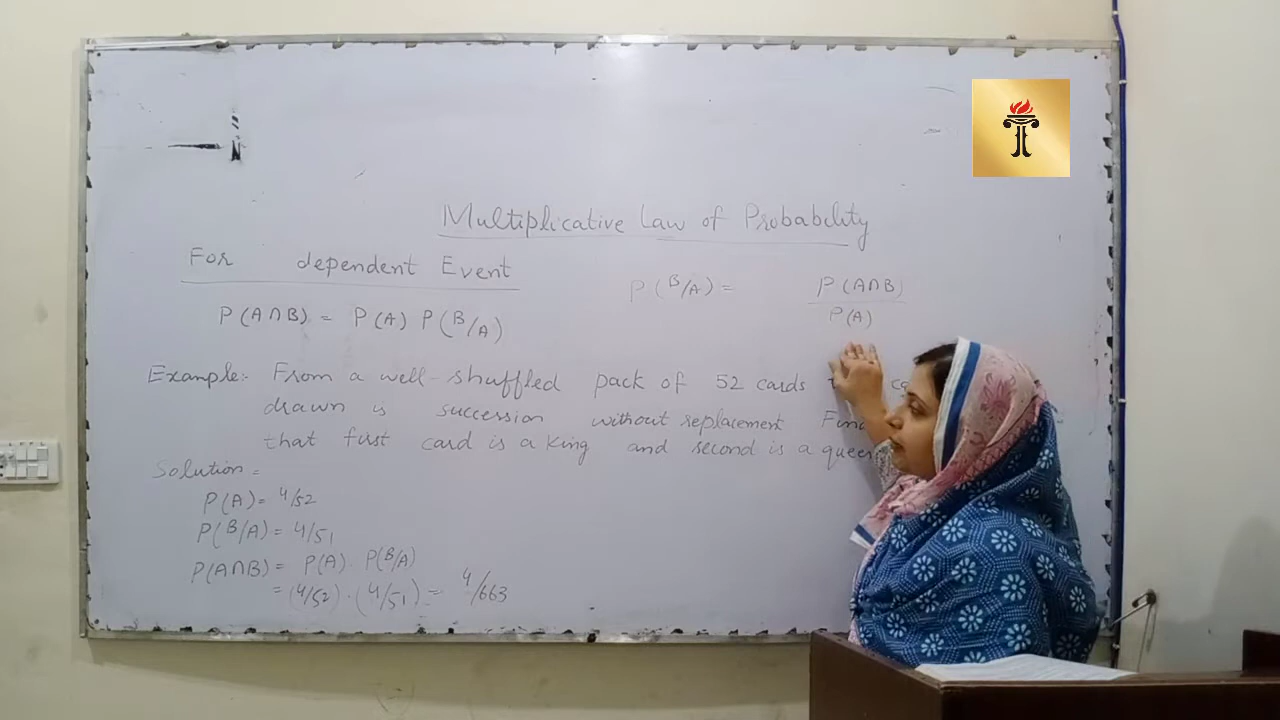 Multiplicative Law of Probability
For dependent Event
P(A∩B) = P(A) P(B/A)
P(B/A) = P(A∩B)/P(A)
Example:- From a well-shuffled pack of 52 cards
drawn is succession without replacement
that first card is a King and second is a queen
Solution =
P(A) = 4/52
P(B/A) = 4/51
P(A∩B) = P(A) . P(B/A)
= (4/52) . (4/51) = 4/663